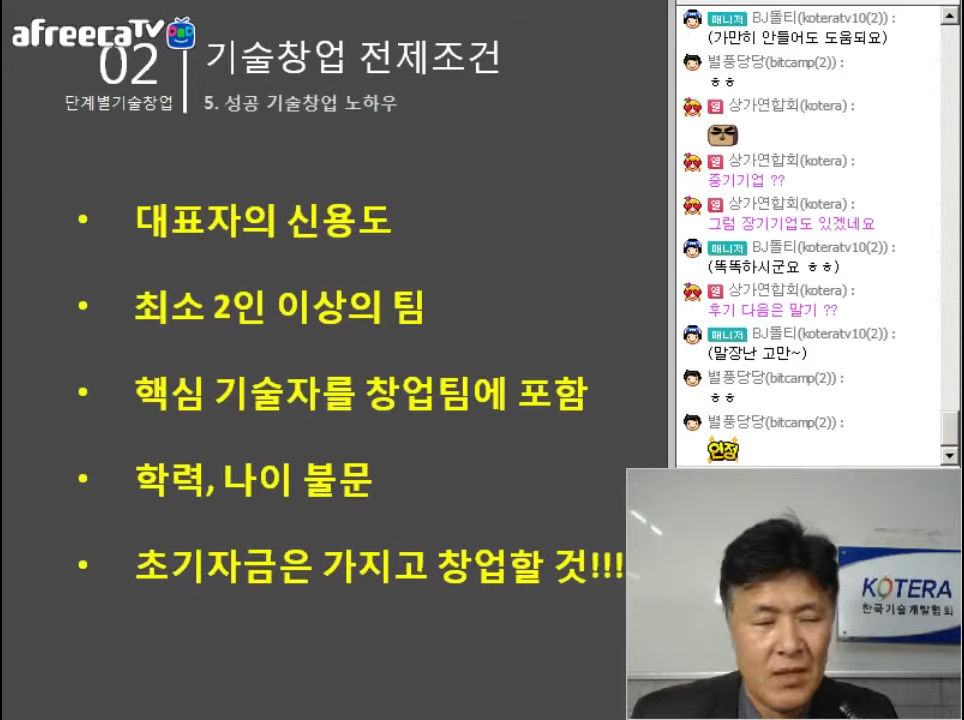 afreecaTV
02
단계별기술창업
기술창업 전제조건
5. 성공 기술창업 노하우
• 대표자의 신용도
• 최소 2인 이상의 팀
• 핵심 기술자를 창업팀에 포함
• 학력, 나이 불문
• 초기자금은 가지고 창업할 것!!!
매니저 BJ돌티(koteratv10(2)) :
(가만히 안들어도 도움되요)
별풍당당(bitcamp(2)) :
ㅎㅎ
열 상가연합회(kotera) :
열 상가연합회(kotera) :
중기기업 ??
열 상가연합회(kotera) :
그럼 장기기업도 있겠네요
매니저 BJ돌티(koteratv10(2)) :
(똑똑하시군요 ㅎㅎ)
열 상가연합회(kotera) :
후기 다음은 말기 ??
매니저 BJ돌티(koteratv10(2)) :
(말장난 고만~)
별풍당당(bitcamp(2)) :
ㅎㅎ
별풍당당(bitcamp(2)) :
인정
KOTERA
한국기술개발협회